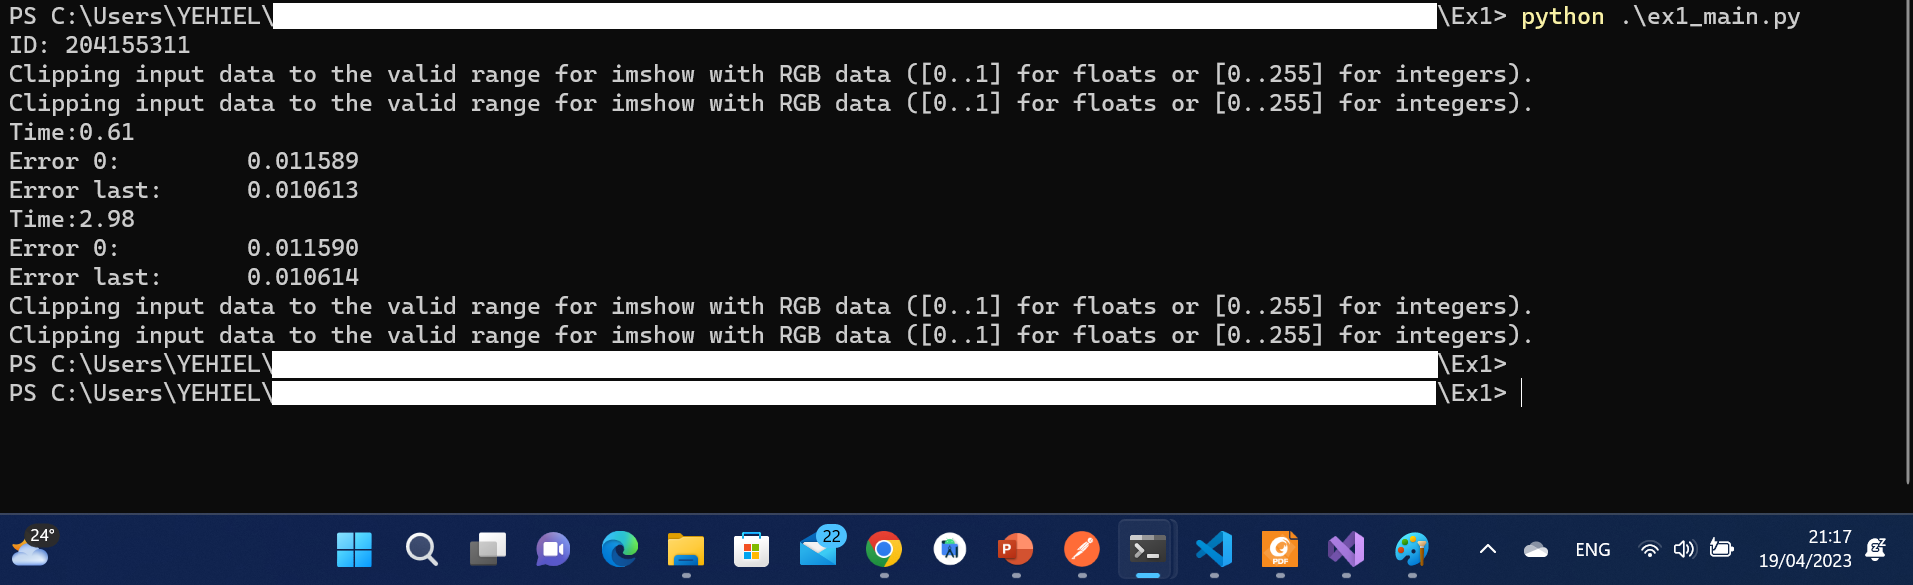 PS C:\Users\YEHIEL\ \Ex1> python .\ex1_main.py
ID: 204155311
Clipping input data to the valid range for imshow with RGB data ([0..1] for floats or [0..255] for integers).
Clipping input data to the valid range for imshow with RGB data ([0..1] for floats or [0..255] for integers).
Time:0.61
Error 0: 0.011589
Error last: 0.010613
Time:2.98
Error 0: 0.011590
Error last: 0.010614
Clipping input data to the valid range for imshow with RGB data ([0..1] for floats or [0..255] for integers).
Clipping input data to the valid range for imshow with RGB data ([0..1] for floats or [0..255] for integers).
PS C:\Users\YEHIEL\ \Ex1>
PS C:\Users\YEHIEL\ \Ex1>
24°
22
AI
P
PDF
ENG
21:17
19/04/2023